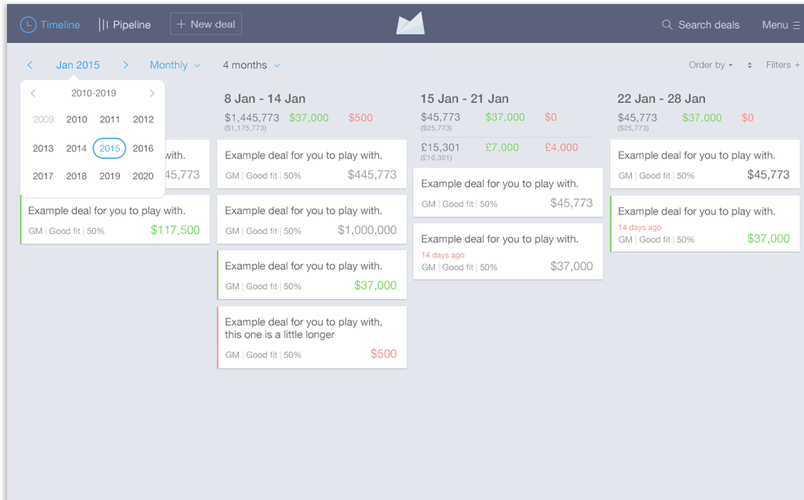 Timeline
Pipeline
+ New deal
Search deals
Menu
Jan 2015
Monthly
4 months
Order by
Filters +
2010-2019
2009 2010 2011 2012
2013 2014 2015 2016
2017 2018 2019 2020
with.
45,773
Example deal for you to play with.
GM | Good fit | 50% $117,500
8 Jan - 14 Jan
$1,445,773 $37,000 $500
($1,175,773)
Example deal for you to play with.
GM | Good fit | 50% $445,773
Example deal for you to play with.
GM | Good fit | 50% $1,000,000
Example deal for you to play with.
GM | Good fit | 50% $37,000
Example deal for you to play with,
this one is a little longer
GM | Good fit | 50% $500
15 Jan - 21 Jan
$45,773 $37,000 $0
($25,773)
£15,301 £7,000 £4,000
(£10,301)
Example deal for you to play with.
GM | Good fit | 50% $45,773
Example deal for you to play with.
14 days ago
GM | Good fit | 50% $37,000
22 Jan - 28 Jan
$45,773 $37,000 $0
($25,773)
Example deal for you to play with.
GM | Good fit | 50% $45,773
Example deal for you to play with.
14 days ago
GM | Good fit | 50% $37,000